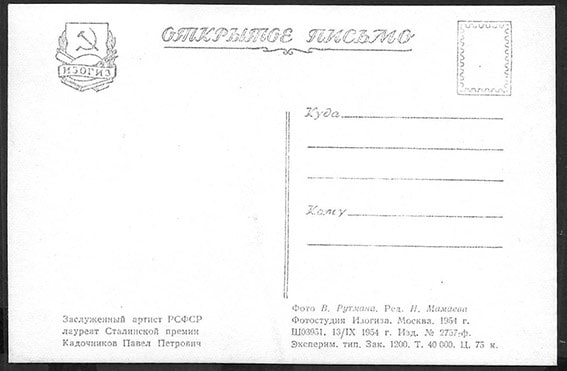 ИЗОГИЗ
ОТКРЫТОЕ ПИСЬМО
Куда
Кому
Заслуженный артист РСФСР
лауреат Сталинской премии
Кадочников Павел Петрович
Фото В. Рутмана. Ред. Н. Мамаева
Фотостудия Изогиза. Москва. 1954 г.
Ш03951. 13/IX 1954 г. Изд. № 2757-ф.
Эксперим. тип. Зак. 1200. Т. 40 000. Ц. 75 к.